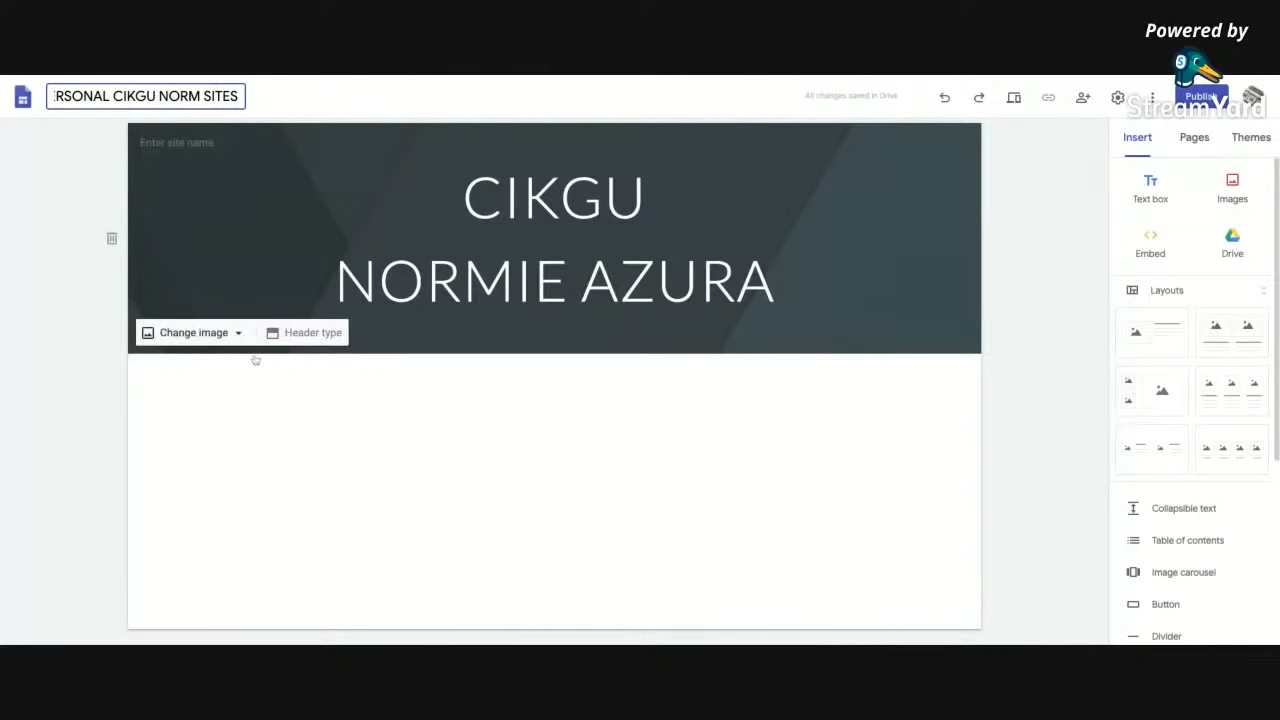 Powered by
StreamYard
ERSONAL CIKGU NORM SITES
All changes saved in Drive
Publish
Enter site name
CIKGU
NORMIE AZURA
Change image
Header type
Insert
Pages
Themes
Text box
Images
Embed
Drive
Layouts
Collapsible text
Table of contents
Image carousel
Button
Divider